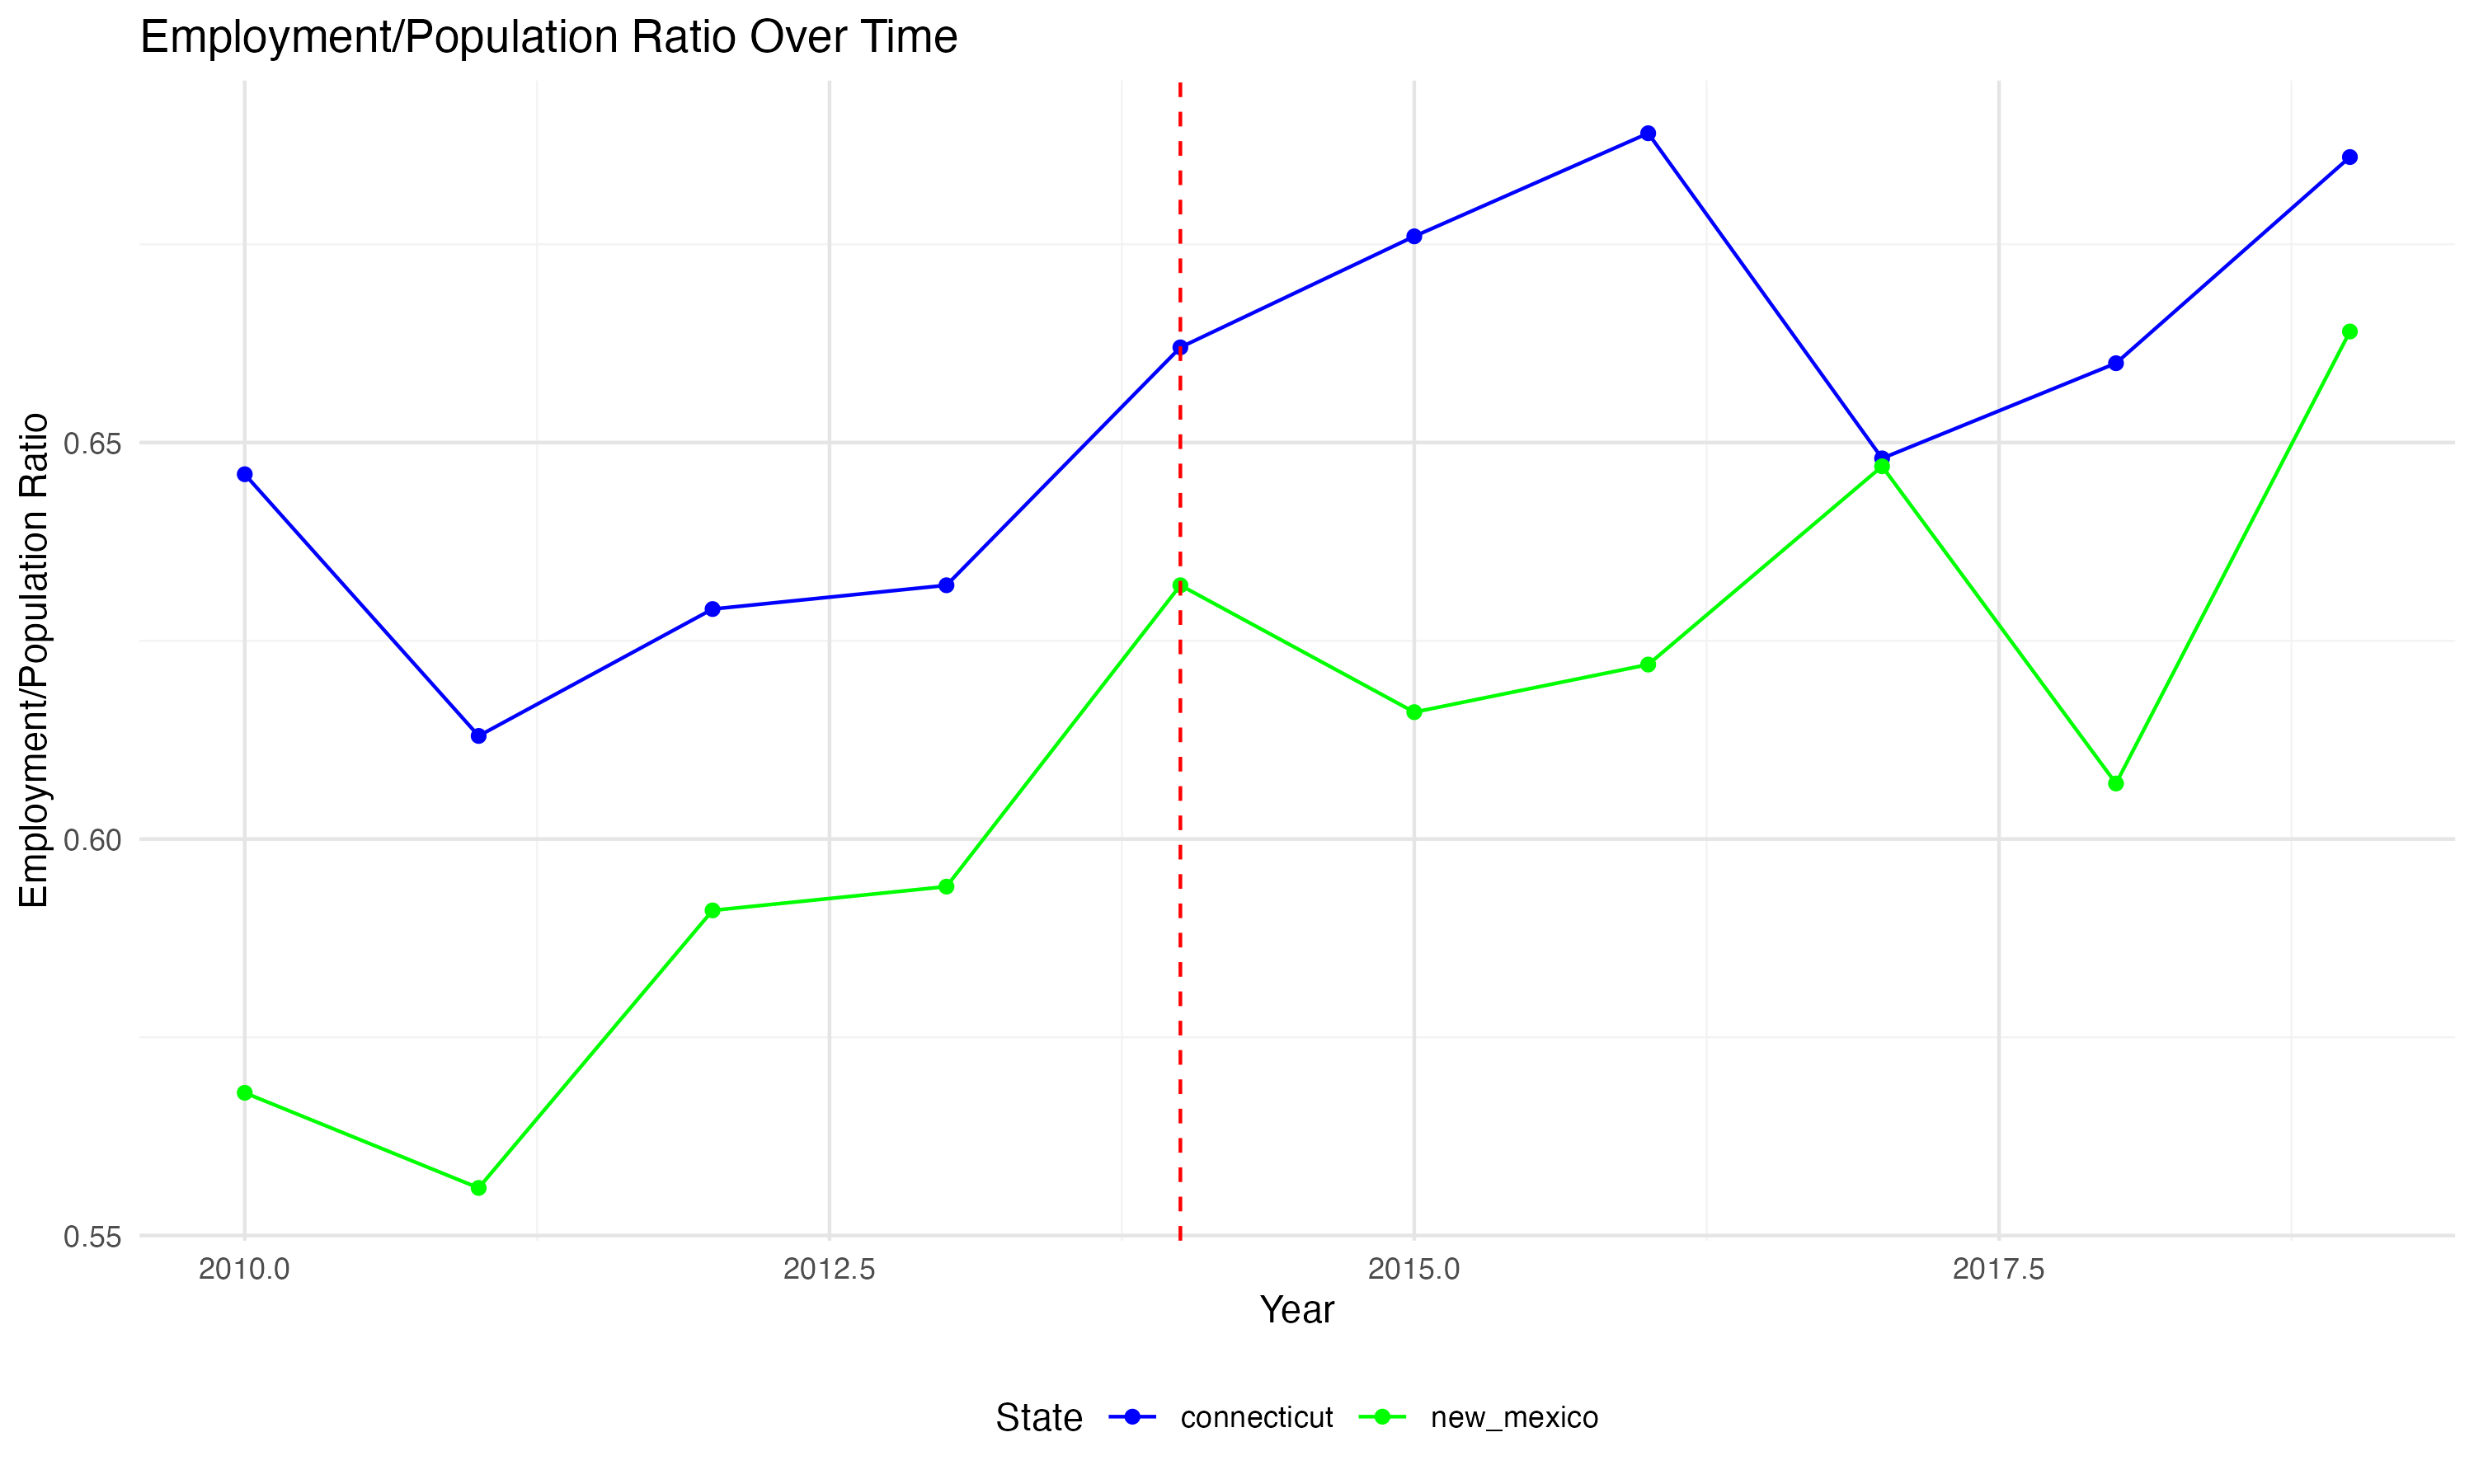 Employment/Population Ratio Over Time
Employment/Population Ratio
0.65
0.60
0.55
2010.0 2012.5 2015.0 2017.5
Year
State connecticut new_mexico